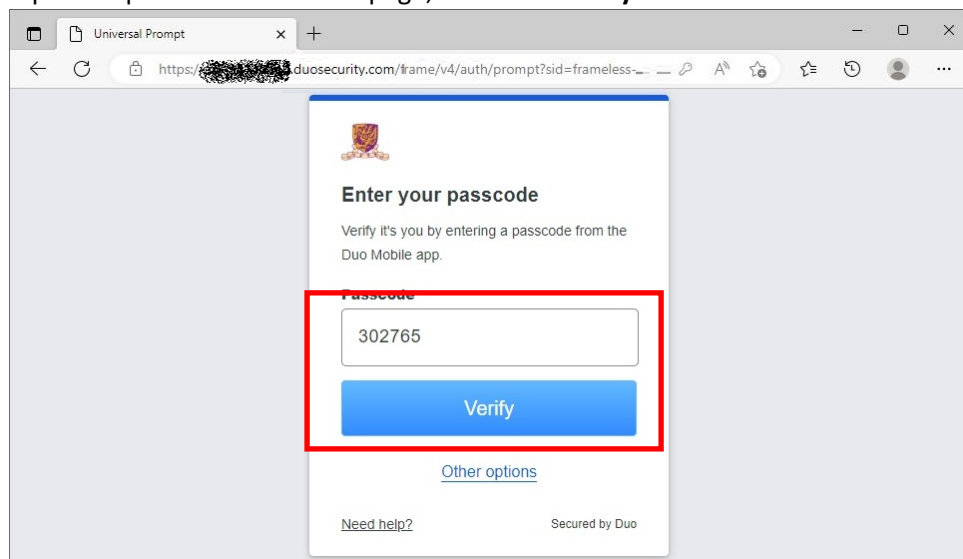 Universal Prompt
https:// duosecurity.com/frame/v4/auth/prompt?sid=frameless-
Enter your passcode
Verify it's you by entering a passcode from the
Duo Mobile app.
Passcode
302765
Verify
Other options
Need help? Secured by Duo